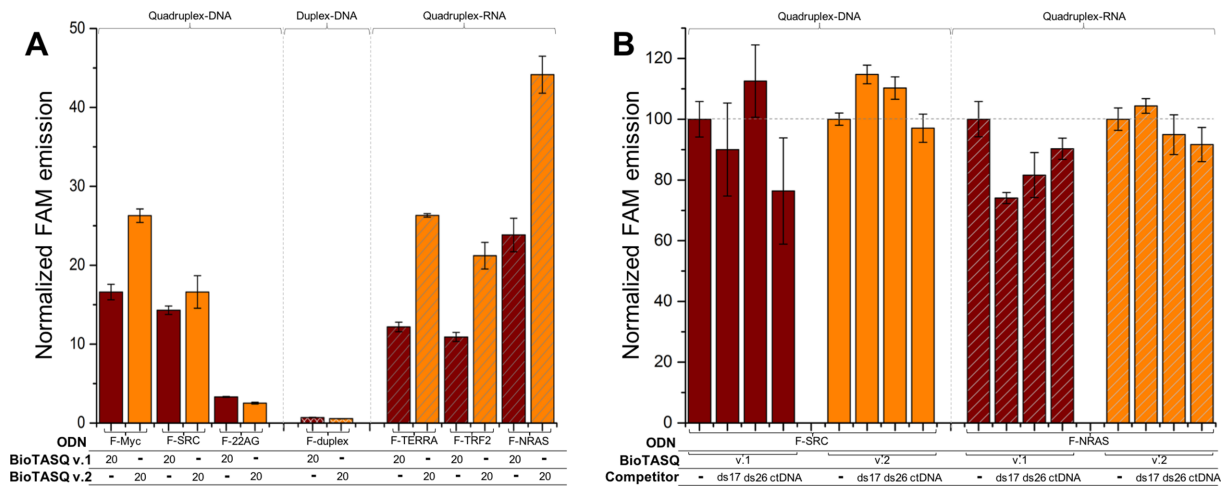 Quadruplex-DNA Duplex-DNA Quadruplex-RNA
A
Normalized FAM emission
50
40
30
20
10
0
ODN F-Myc F-SRC F-22AG F-duplex F-TERRA F-TRF2 F-NRAS
BioTASQ v.1 20 - 20 - 20 - 20 - 20 - 20 - 20 -
BioTASQ v.2 - 20 - 20 - 20 - 20 - 20 - 20 - 20
Quadruplex-DNA Quadruplex-RNA
B
Normalized FAM emission
120
100
80
60
40
20
0
ODN F-SRC F-NRAS
BioTASQ v.1 v.2 v.1 v.2
Competitor - ds17 ds26 ctDNA - ds17 ds26 ctDNA - ds17 ds26 ctDNA - ds17 ds26 ctDNA